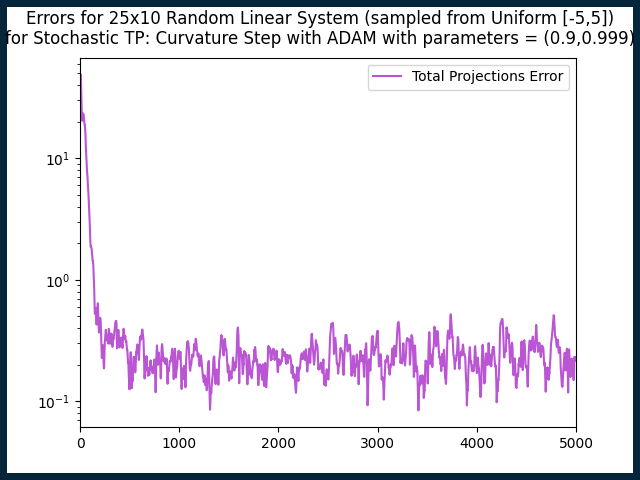 Errors for 25x10 Random Linear System (sampled from Uniform [-5,5])
for Stochastic TP: Curvature Step with ADAM with parameters = (0.9,0.999)
Total Projections Error
10¹
10⁰
10⁻¹
0 1000 2000 3000 4000 5000